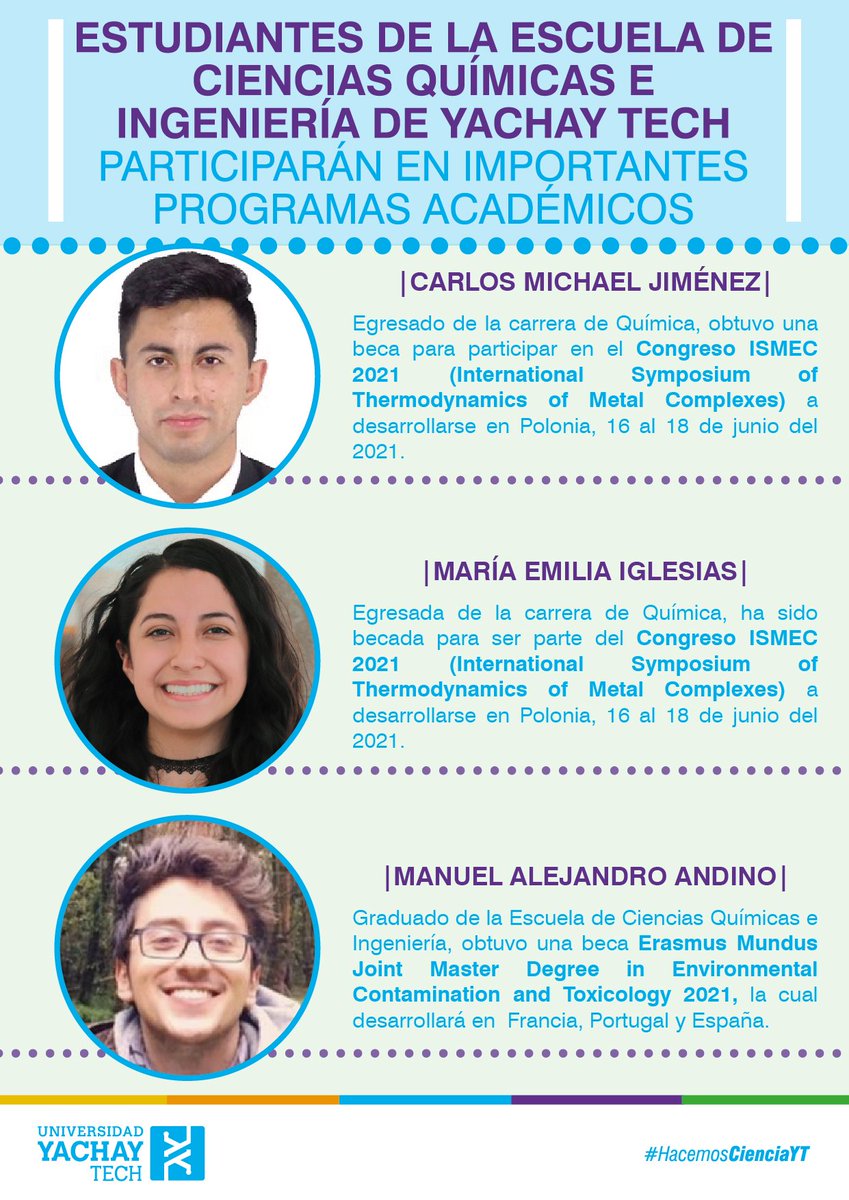 ESTUDIANTES DE LA ESCUELA DE
CIENCIAS QUÍMICAS E
INGENIERÍA DE YACHAY TECH
PARTICIPARÁN EN IMPORTANTES
PROGRAMAS ACADÉMICOS
|CARLOS MICHAEL JIMÉNEZ|
Egresado de la carrera de Química, obtuvo una
beca para participar en el Congreso ISMEC
2021 (International Symposium of
Thermodynamics of Metal Complexes) a
desarrollarse en Polonia, 16 al 18 de junio del
2021.
|MARÍA EMILIA IGLESIAS|
Egresada de la carrera de Química, ha sido
becada para ser parte del Congreso ISMEC
2021 (International Symposium of
Thermodynamics of Metal Complexes) a
desarrollarse en Polonia, 16 al 18 de junio del
2021.
|MANUEL ALEJANDRO ANDINO|
Graduado de la Escuela de Ciencias Químicas e
Ingeniería, obtuvo una beca Erasmus Mundus
Joint Master Degree in Environmental
Contamination and Toxicology 2021, la cual
desarrollará en Francia, Portugal y España.
UNIVERSIDAD
YACHAY
TECH
#HacemosCienciaYT